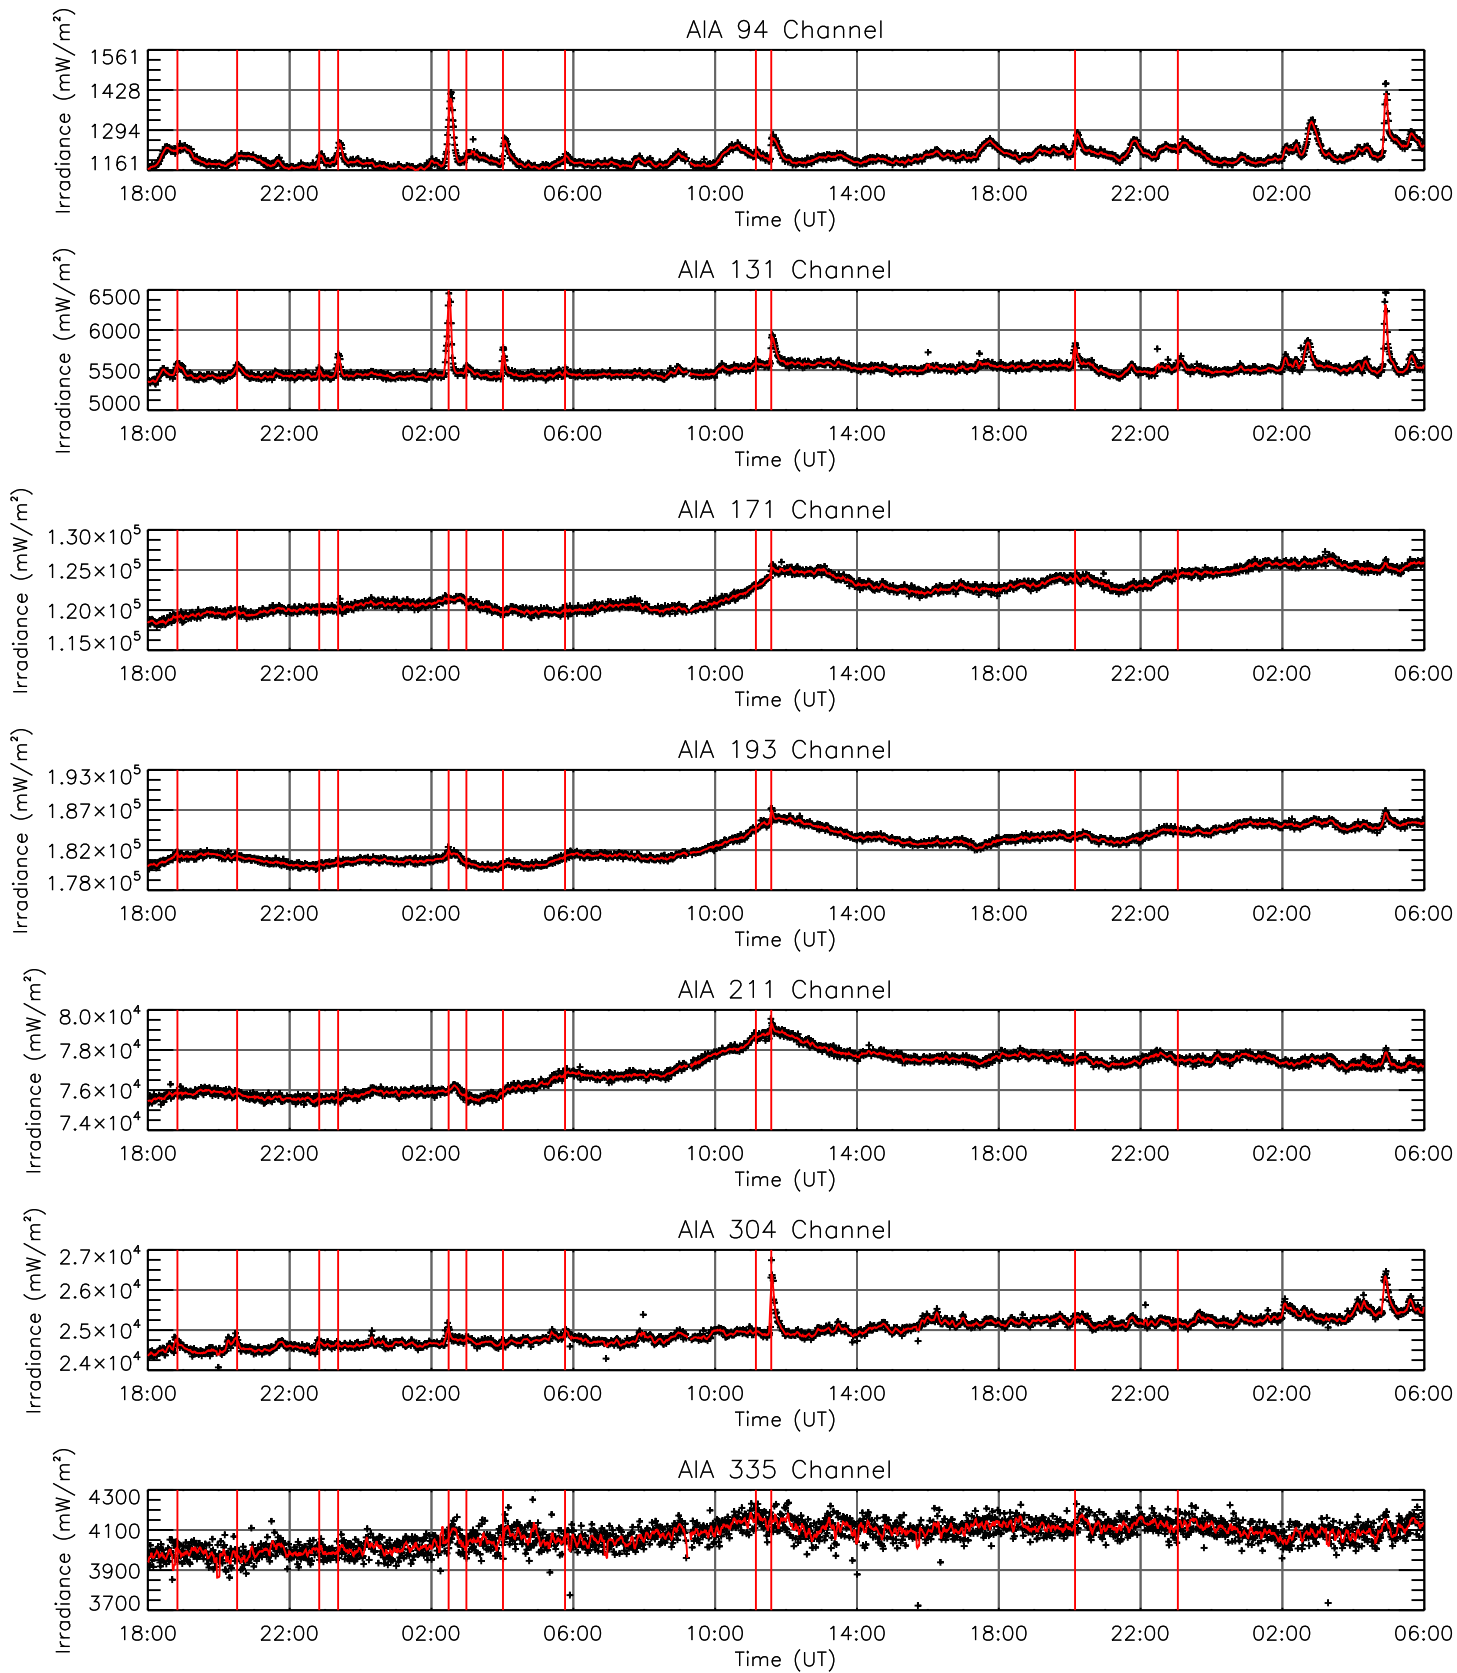 AIA 94 Channel
Irradiance (mW/m²)
1561
1428
1294
1161
18:00 22:00 02:00 06:00 10:00 14:00 18:00 22:00 02:00 06:00
Time (UT)
AIA 131 Channel
Irradiance (mW/m²)
6500
6000
5500
5000
18:00 22:00 02:00 06:00 10:00 14:00 18:00 22:00 02:00 06:00
Time (UT)
AIA 171 Channel
Irradiance (mW/m²)
1.30×10⁵
1.25×10⁵
1.20×10⁵
1.15×10⁵
18:00 22:00 02:00 06:00 10:00 14:00 18:00 22:00 02:00 06:00
Time (UT)
AIA 193 Channel
Irradiance (mW/m²)
1.93×10⁵
1.87×10⁵
1.82×10⁵
1.78×10⁵
18:00 22:00 02:00 06:00 10:00 14:00 18:00 22:00 02:00 06:00
Time (UT)
AIA 211 Channel
Irradiance (mW/m²)
8.0×10⁴
7.8×10⁴
7.6×10⁴
7.4×10⁴
18:00 22:00 02:00 06:00 10:00 14:00 18:00 22:00 02:00 06:00
Time (UT)
AIA 304 Channel
Irradiance (mW/m²)
2.7×10⁴
2.6×10⁴
2.5×10⁴
2.4×10⁴
18:00 22:00 02:00 06:00 10:00 14:00 18:00 22:00 02:00 06:00
Time (UT)
AIA 335 Channel
Irradiance (mW/m²)
4300
4100
3900
3700
18:00 22:00 02:00 06:00 10:00 14:00 18:00 22:00 02:00 06:00
Time (UT)